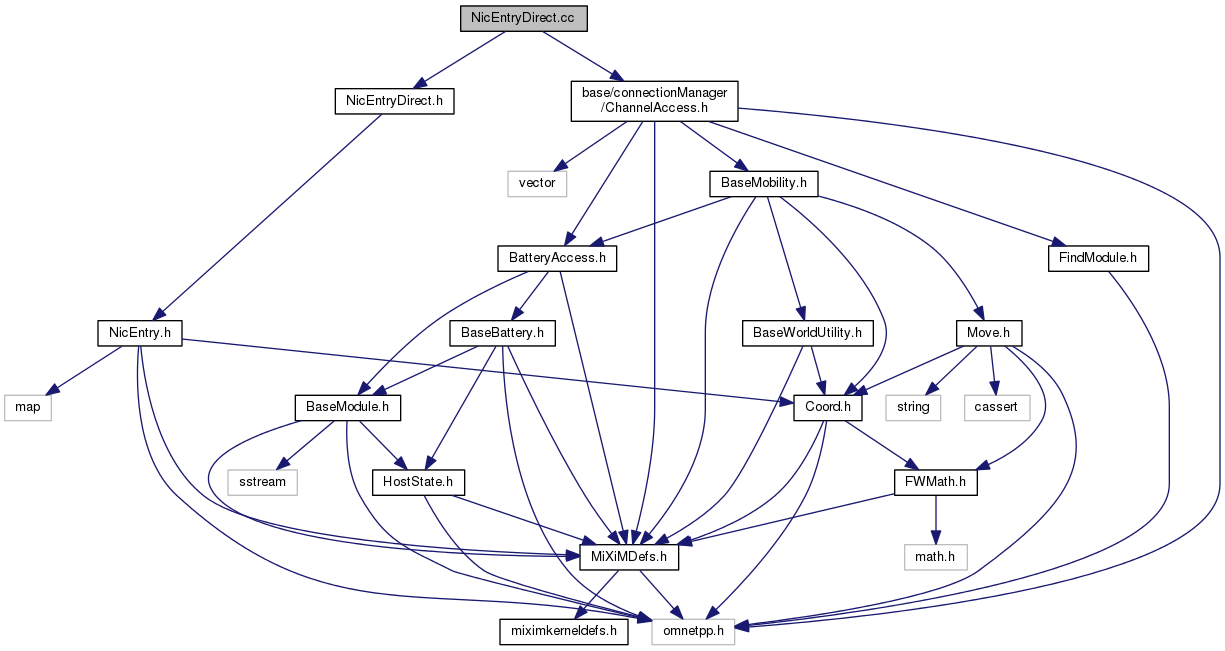 NicEntryDirect.cc
NicEntryDirect.h
base/connectionManager
/ChannelAccess.h
vector
BaseMobility.h
BatteryAccess.h
FindModule.h
NicEntry.h
BaseBattery.h
BaseWorldUtility.h
Move.h
map
BaseModule.h
Coord.h
string
cassert
sstream
HostState.h
FWMath.h
MiXiMDefs.h
math.h
miximkerneldefs.h
omnetpp.h